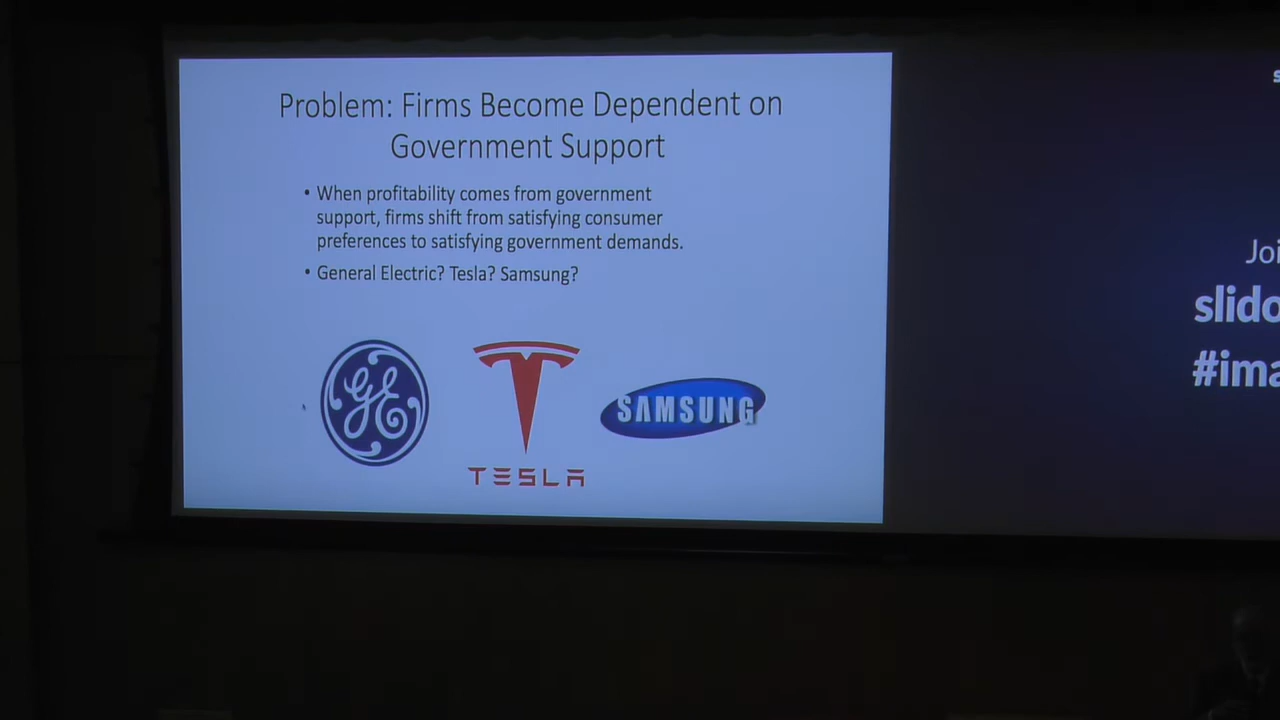 Problem: Firms Become Dependent on
Government Support
• When profitability comes from government
support, firms shift from satisfying consumer
preferences to satisfying government demands.
• General Electric? Tesla? Samsung?
GE
TESLA
SAMSUNG